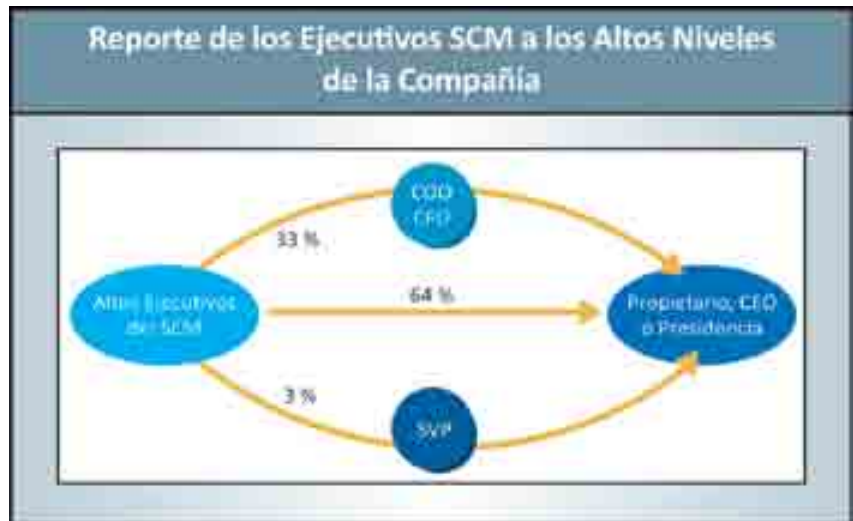 Reporte de los Ejecutivos SCM a los Altos Niveles
de la Compañía
COO
CFO
33 %
64 %
Altos Ejecutivos
del SCM
Propietario, CEO
o Presidencia
3 %
SVP